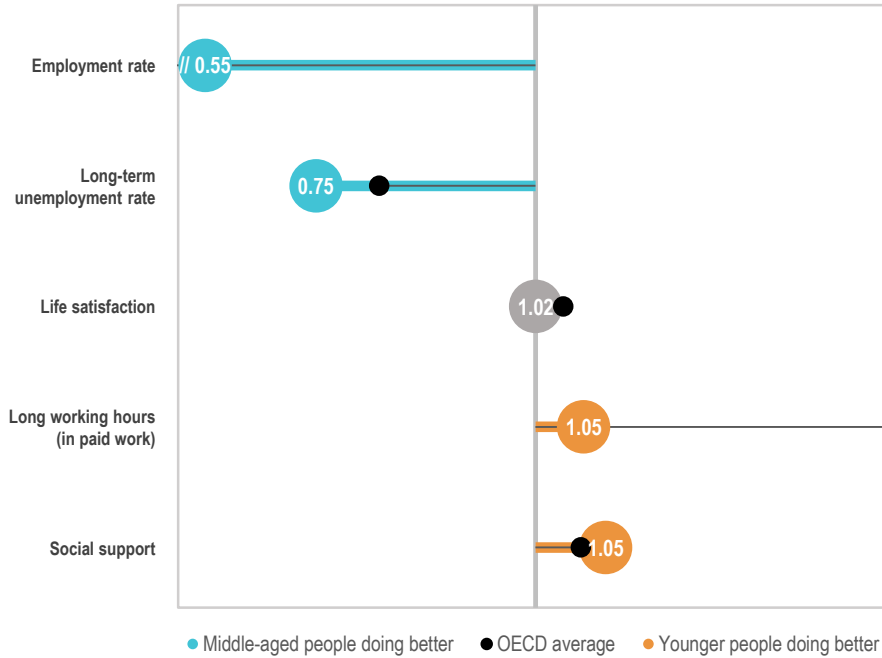 Employment rate
// 0.55
Long-term
unemployment rate
0.75
Life satisfaction
1.02
Long working hours
(in paid work)
1.05
Social support
1.05
Middle-aged people doing better
OECD average
Younger people doing better